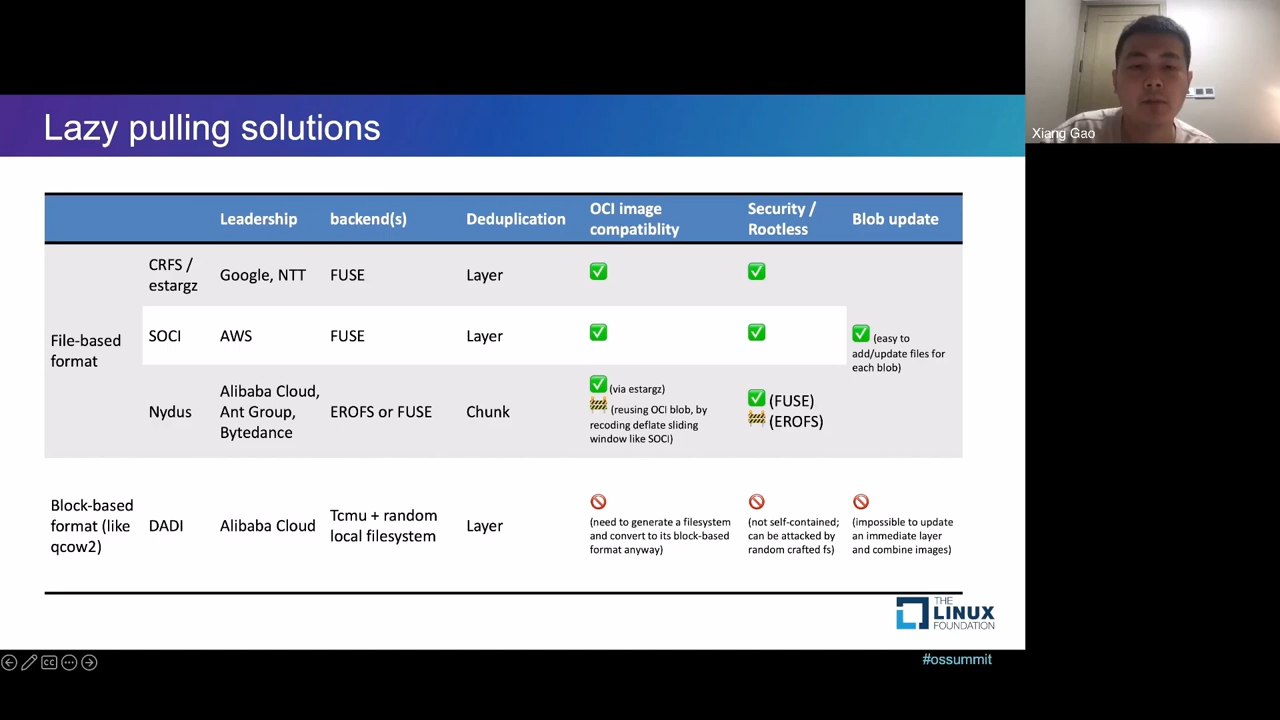 Lazy pulling solutions
Xiang Gao
Leadership
backend(s)
Deduplication
OCI image
compatiblity
Security /
Rootless
Blob update
File-based
format
CRFS /
estargz
Google, NTT
FUSE
Layer
SOCI
AWS
FUSE
Layer
Nydus
Alibaba Cloud,
Ant Group,
Bytedance
EROFS or FUSE
Chunk
(via estargz)
(reusing OCI blob, by
recoding deflate sliding
window like SOCI)
(FUSE)
(EROFS)
(easy to
add/update files for
each blob)
Block-based
format (like
qcow2)
DADI
Alibaba Cloud
Tcmu + random
local filesystem
Layer
(need to generate a filesystem
and convert to its block-based
format anyway)
(not self-contained;
can be attacked by
random crafted fs)
(impossible to update
an immediate layer
and combine images)
THE
LINUX
FOUNDATION
#ossummit
CC